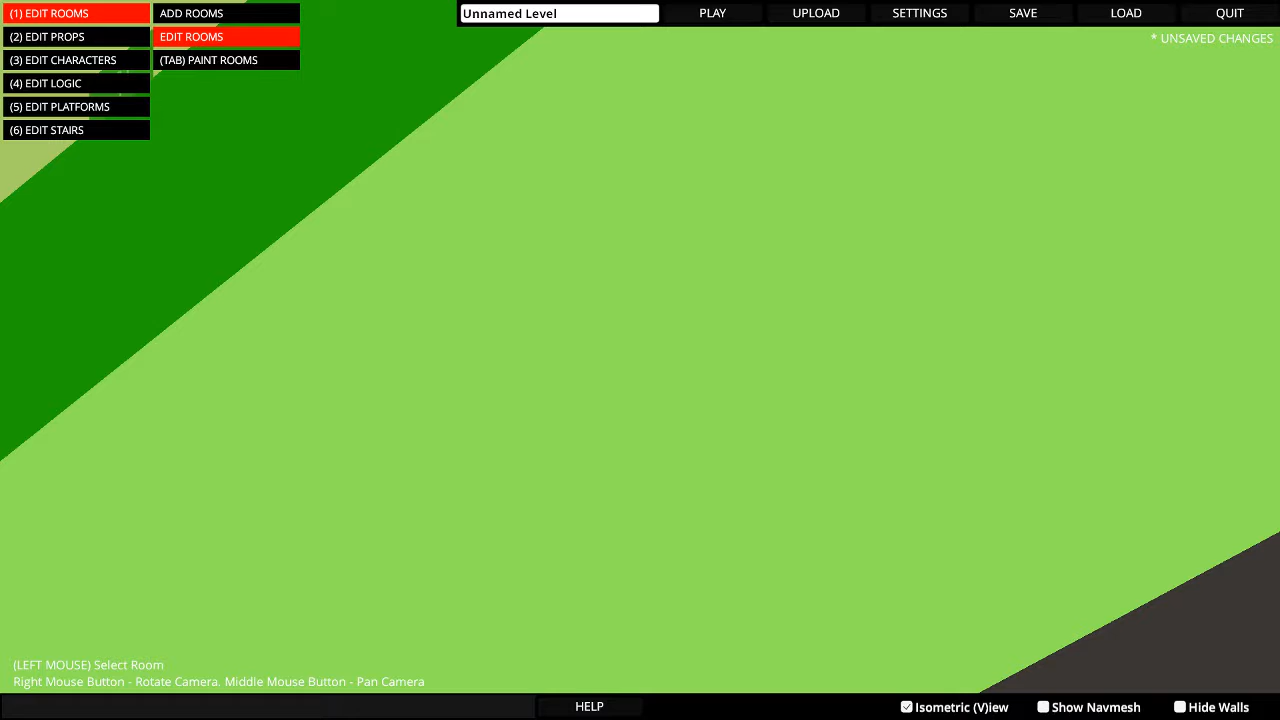 (1) EDIT ROOMS
ADD ROOMS
Unnamed Level
PLAY
UPLOAD
SETTINGS
SAVE
LOAD
QUIT
(2) EDIT PROPS
EDIT ROOMS
* UNSAVED CHANGES
(3) EDIT CHARACTERS
(TAB) PAINT ROOMS
(4) EDIT LOGIC
(5) EDIT PLATFORMS
(6) EDIT STAIRS
(LEFT MOUSE) Select Room
Right Mouse Button - Rotate Camera. Middle Mouse Button - Pan Camera
HELP
Isometric (V)iew
Show Navmesh
Hide Walls